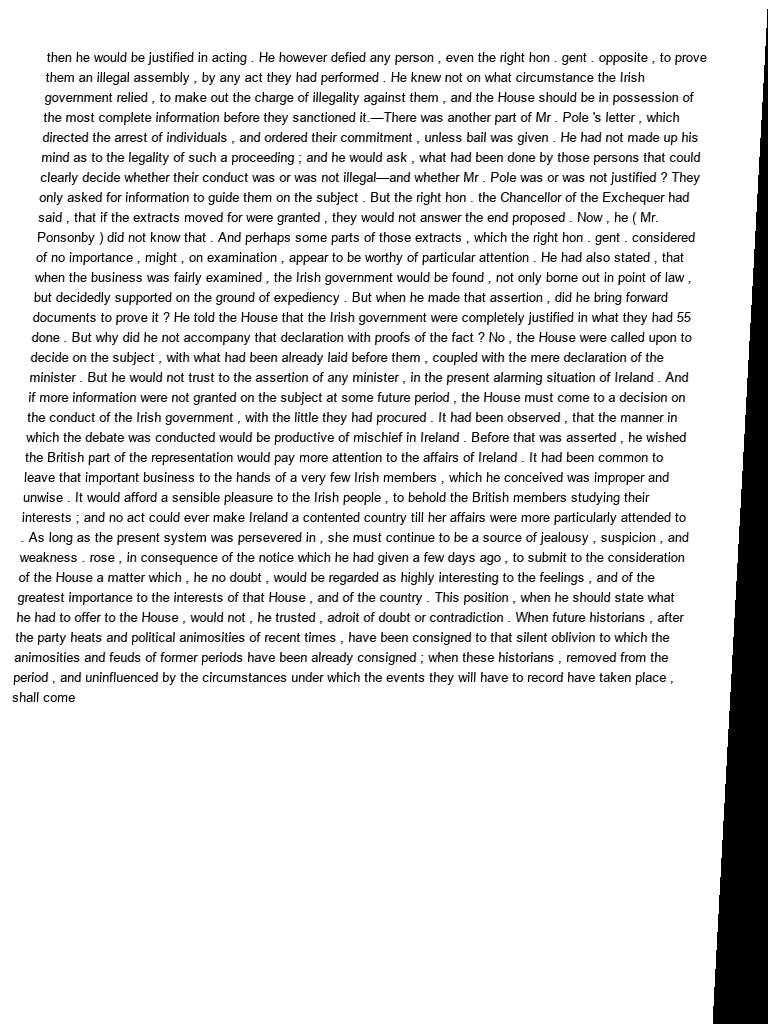 then he would be justified in acting . He however defied any person , even the right hon . gent . opposite , to prove
them an illegal assembly , by any act they had performed . He knew not on what circumstance the Irish
government relied , to make out the charge of illegality against them , and the House should be in possession of
the most complete information before they sanctioned it.—There was another part of Mr . Pole 's letter , which
directed the arrest of individuals , and ordered their commitment , unless bail was given . He had not made up his
mind as to the legality of such a proceeding ; and he would ask , what had been done by those persons that could
clearly decide whether their conduct was or was not illegal—and whether Mr . Pole was or was not justified ? They
only asked for information to guide them on the subject . But the right hon . the Chancellor of the Exchequer had
said , that if the extracts moved for were granted , they would not answer the end proposed . Now , he ( Mr.
Ponsonby ) did not know that . And perhaps some parts of those extracts , which the right hon . gent . considered
of no importance , might , on examination , appear to be worthy of particular attention . He had also stated , that
when the business was fairly examined , the Irish government would be found , not only borne out in point of law ,
but decidedly supported on the ground of expediency . But when he made that assertion , did he bring forward
documents to prove it ? He told the House that the Irish government were completely justified in what they had 55
done . But why did he not accompany that declaration with proofs of the fact ? No , the House were called upon to
decide on the subject , with what had been already laid before them , coupled with the mere declaration of the
minister . But he would not trust to the assertion of any minister , in the present alarming situation of Ireland . And
if more information were not granted on the subject at some future period , the House must come to a decision on
the conduct of the Irish government , with the little they had procured . It had been observed , that the manner in
which the debate was conducted would be productive of mischief in Ireland . Before that was asserted , he wished
the British part of the representation would pay more attention to the affairs of Ireland . It had been common to
leave that important business to the hands of a very few Irish members , which he conceived was improper and
unwise . It would afford a sensible pleasure to the Irish people , to behold the British members studying their
interests ; and no act could ever make Ireland a contented country till her affairs were more particularly attended to
. As long as the present system was persevered in , she must continue to be a source of jealousy , suspicion , and
weakness . rose , in consequence of the notice which he had given a few days ago , to submit to the consideration
of the House a matter which , he no doubt , would be regarded as highly interesting to the feelings , and of the
greatest importance to the interests of that House , and of the country . This position , when he should state what
he had to offer to the House , would not , he trusted , adroit of doubt or contradiction . When future historians , after
the party heats and political animosities of recent times , have been consigned to that silent oblivion to which the
animosities and feuds of former periods have been already consigned ; when these historians , removed from the
period , and uninfluenced by the circumstances under which the events they will have to record have taken place ,
shall come